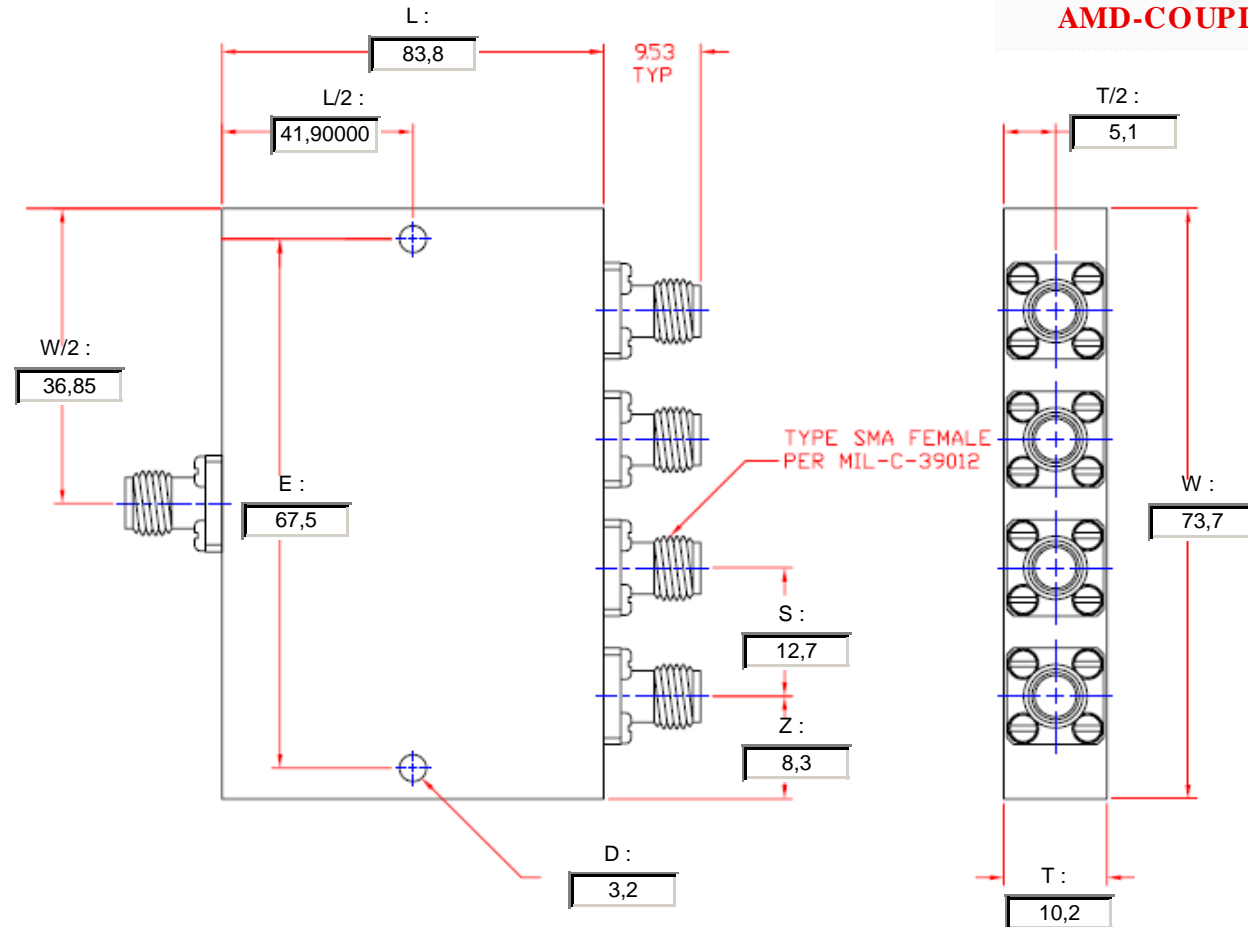 AMD-COUPL
L :
83,8
9.53
TYP
L/2 :
41,90000
T/2 :
5,1
W/2 :
36,85
TYPE SMA FEMALE
PER MIL-C-39012
E :
67,5
W :
73,7
S :
12,7
Z :
8,3
D :
3,2
T :
10,2